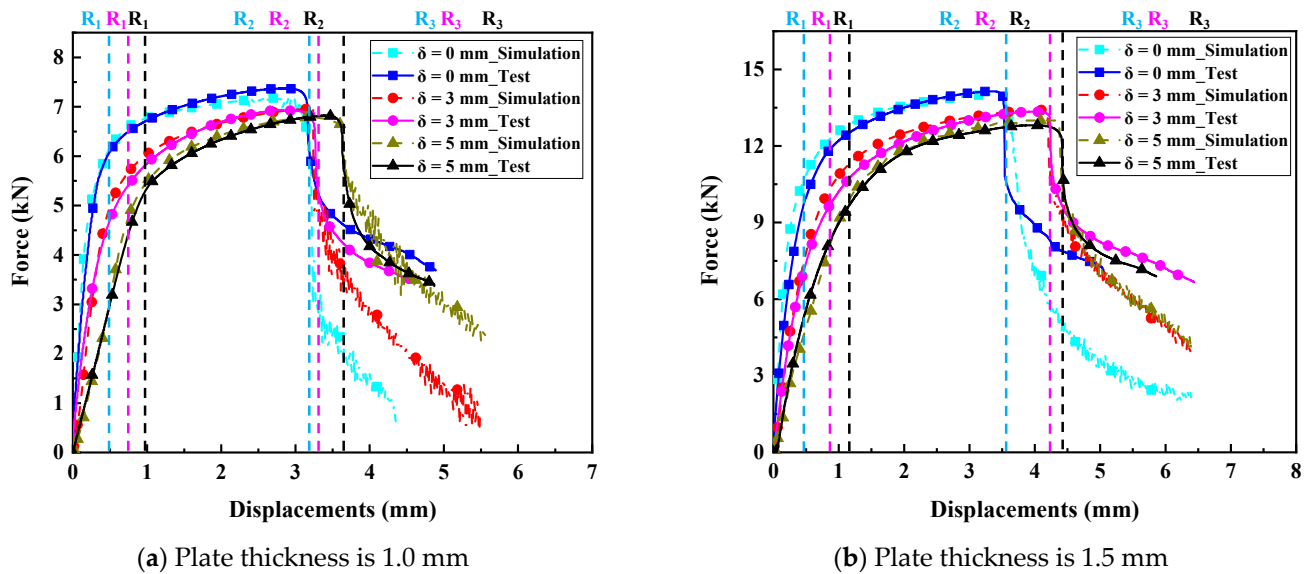 R1 R1 R1 R2 R2 R2 R3 R3 R3
δ = 0 mm_Simulation
δ = 0 mm_Test
δ = 3 mm_Simulation
δ = 3 mm_Test
δ = 5 mm_Simulation
δ = 5 mm_Test
8
7
6
5
4
3
2
1
0
Force (kN)
0 1 2 3 4 5 6 7
Displacements (mm)
(a) Plate thickness is 1.0 mm
R1 R1 R1 R2 R2 R2 R3 R3 R3
δ = 0 mm_Simulation
δ = 0 mm_Test
δ = 3 mm_Simulation
δ = 3 mm_Test
δ = 5 mm_Simulation
δ = 5 mm_Test
15
12
9
6
3
0
Force (kN)
0 1 2 3 4 5 6 7 8
Displacements (mm)
(b) Plate thickness is 1.5 mm